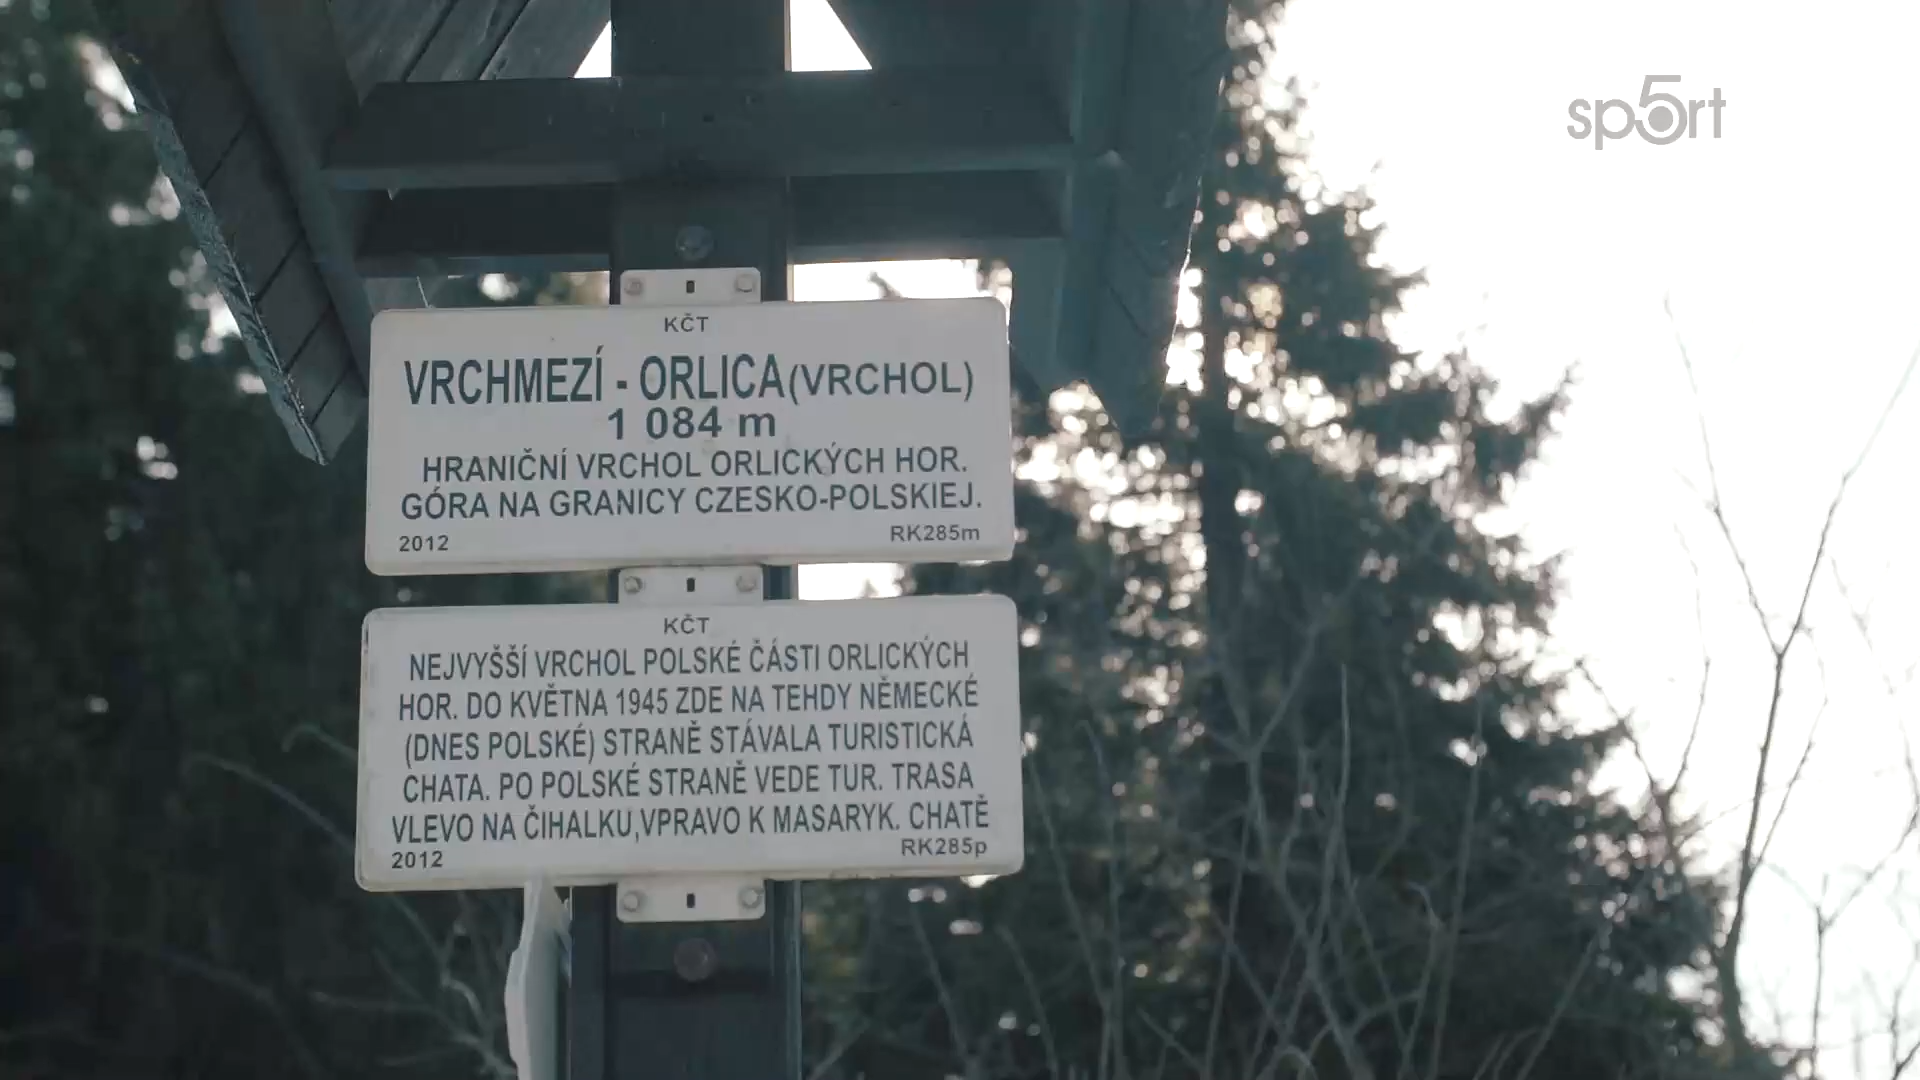 sp5rt
KČT
VRCHMEZÍ - ORLICA (VRCHOL)
1 084 m
HRANIČNÍ VRCHOL ORLICKÝCH HOR.
GÓRA NA GRANICY CZESKO-POLSKIEJ.
2012 RK285m
KČT
NEJVYŠŠÍ VRCHOL POLSKÉ ČÁSTI ORLICKÝCH
HOR. DO KVĚTNA 1945 ZDE NA TEHDY NĚMECKÉ
(DNES POLSKÉ) STRANĚ STÁVALA TURISTICKÁ
CHATA. PO POLSKÉ STRANĚ VEDE TUR. TRASA
VLEVO NA ČIHALKU,VPRAVO K MASARYK. CHATĚ
2012 RK285p